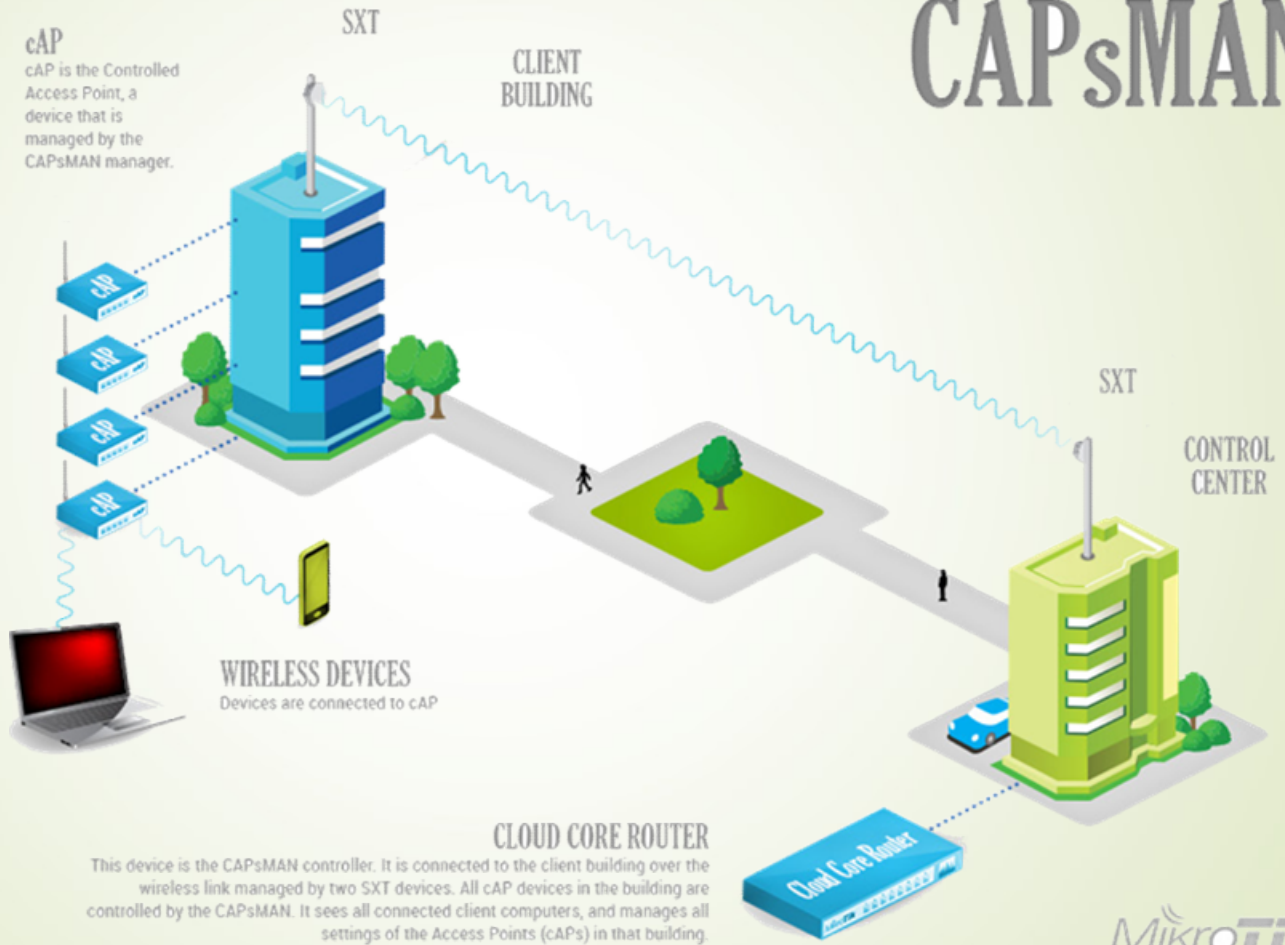 CAPsMAN
SXT
cAP
cAP is the Controlled
Access Point, a
device that is
managed by the
CAPsMAN manager.
CLIENT
BUILDING
cAP
cAP
cAP
cAP
SXT
CONTROL
CENTER
WIRELESS DEVICES
Devices are connected to cAP
CLOUD CORE ROUTER
This device is the CAPsMAN controller. It is connected to the client building over the
wireless link managed by two SXT devices. All cAP devices in the building are
controlled by the CAPsMAN. It sees all connected client computers, and manages all
settings of the Access Points (cAPs) in that building.
Cloud Core Router